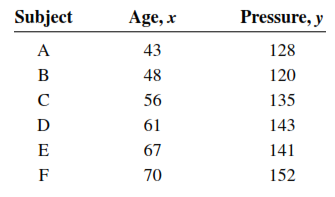 Subject Age, x Pressure, y
A 43 128
B 48 120
C 56 135
D 61 143
E 67 141
F 70 152